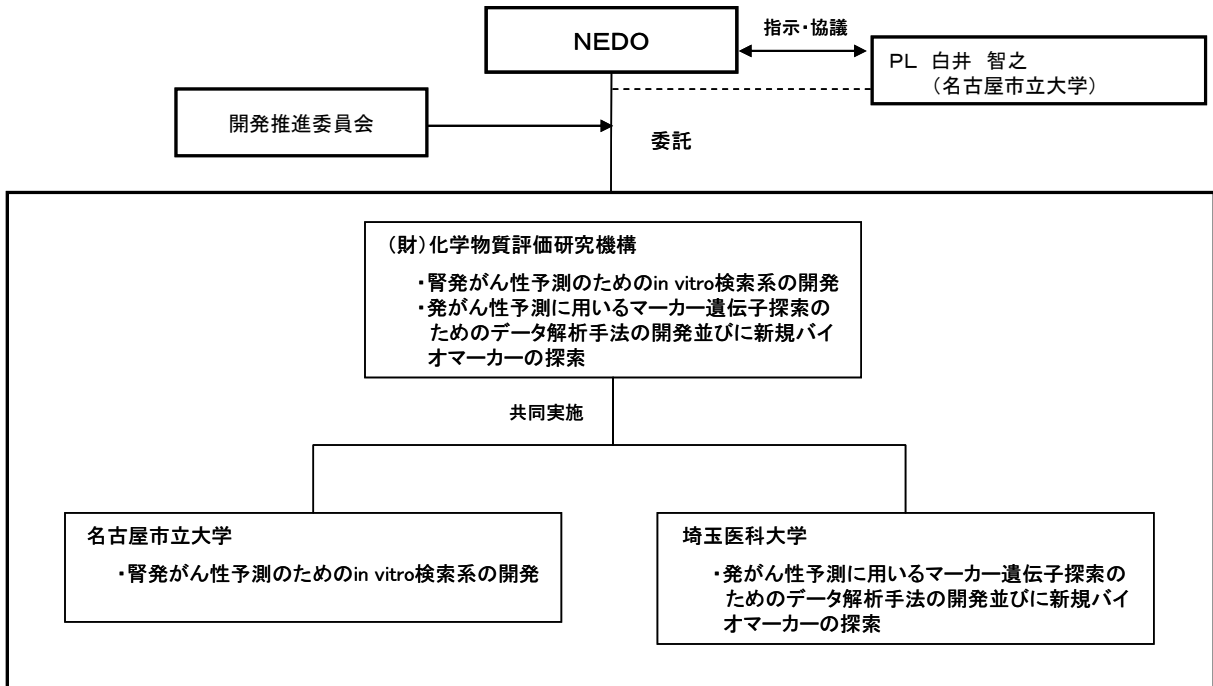 NEDO
指示・協議
PL 白井 智之
(名古屋市立大学)
開発推進委員会
委託
(財)化学物質評価研究機構
・腎発がん性予測のためのin vitro検索系の開発
・発がん性予測に用いるマーカー遺伝子探索の
ためのデータ解析手法の開発並びに新規バイ
オマーカーの探索
共同実施
名古屋市立大学
・腎発がん性予測のためのin vitro検索系の開発
埼玉医科大学
・発がん性予測に用いるマーカー遺伝子探索の
ためのデータ解析手法の開発並びに新規バイ
オマーカーの探索